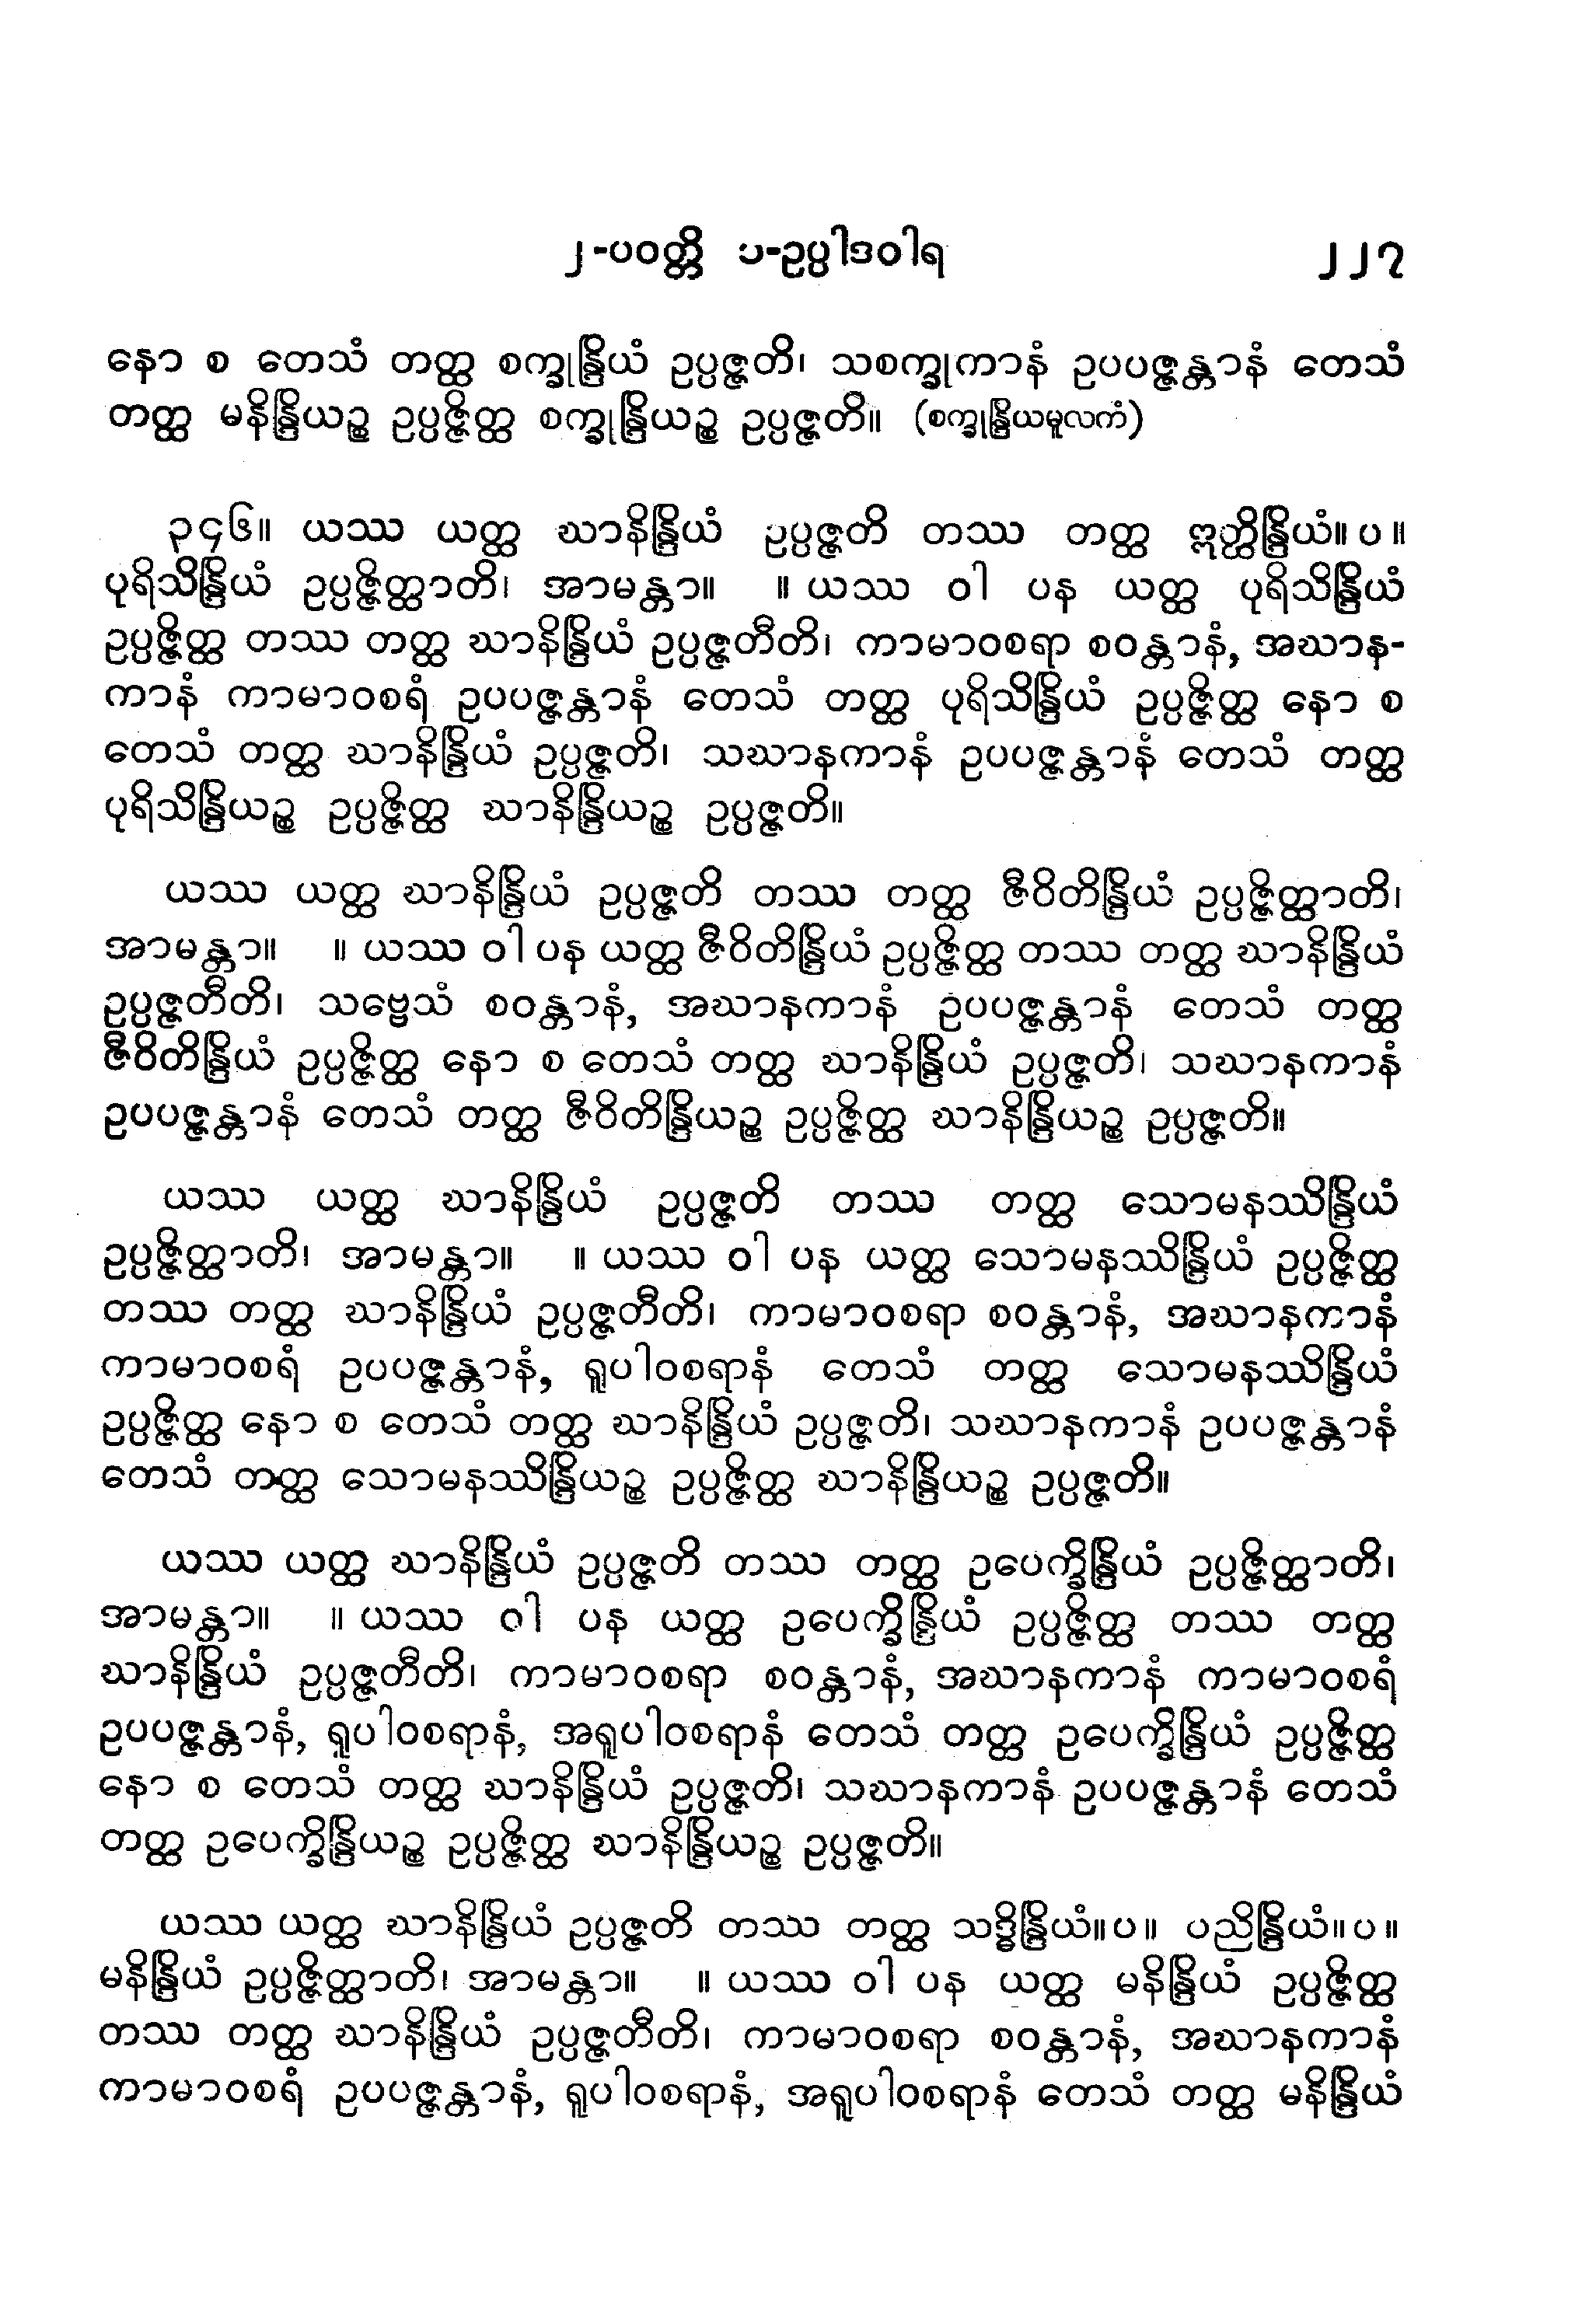 ၂-ပဝတ္တိ ၁-ဥပ္ပါဒဝါရ ၂၂၇
နော စ တေသံ တတ္ထ စက္ခုန္ဒြိယံ ဥပ္ပဇ္ဇတိ၊ သစက္ခုကာနံ ဥပပဇ္ဇန္တာနံ တေသံ
တတ္ထ မနိန္ဒြိယဉ္စ ဥပ္ပဇ္ဇိတ္ထ စက္ခုန္ဒြိယဉ္စ ဥပ္ပဇ္ဇတိ။ (စက္ခုန္ဒြိယမူလကံ)
၃၄၆။ ယဿ ယတ္ထ ဃာနိန္ဒြိယံ ဥပ္ပဇ္ဇတိ တဿ တတ္ထ ဣတ္ထိန္ဒြိယံ။ ပ ။
ပုရိသိန္ဒြိယံ ဥပ္ပဇ္ဇိတ္ထာတိ၊ အာမန္တာ။ ။ ယဿ ဝါ ပန ယတ္ထ ပုရိသိန္ဒြိယံ
ဥပ္ပဇ္ဇိတ္ထ တဿ တတ္ထ ဃာနိန္ဒြိယံ ဥပ္ပဇ္ဇတီတိ၊ ကာမာဝစရာ စဝန္တာနံ, အဃာန-
ကာနံ ကာမာဝစရံ ဥပပဇ္ဇန္တာနံ တေသံ တတ္ထ ပုရိသိန္ဒြိယံ ဥပ္ပဇ္ဇိတ္ထ နော စ
တေသံ တတ္ထ ဃာနိန္ဒြိယံ ဥပ္ပဇ္ဇတိ၊ သဃာနကာနံ ဥပပဇ္ဇန္တာနံ တေသံ တတ္ထ
ပုရိသိန္ဒြိယဉ္စ ဥပ္ပဇ္ဇိတ္ထ ဃာနိန္ဒြိယဉ္စ ဥပ္ပဇ္ဇတိ။
ယဿ ယတ္ထ ဃာနိန္ဒြိယံ ဥပ္ပဇ္ဇတိ တဿ တတ္ထ ဇီဝိတိန္ဒြိယံ ဥပ္ပဇ္ဇိတ္ထာတိ၊
အာမန္တာ။ ။ ယဿ ဝါ ပန ယတ္ထ ဇီဝိတိန္ဒြိယံ ဥပ္ပဇ္ဇိတ္ထ တဿ တတ္ထ ဃာနိန္ဒြိယံ
ဥပ္ပဇ္ဇတီတိ၊ သဗ္ဗေသံ စဝန္တာနံ, အဃာနကာနံ ဥပပဇ္ဇန္တာနံ တေသံ တတ္ထ
ဇီဝိတိန္ဒြိယံ ဥပ္ပဇ္ဇိတ္ထ နော စ တေသံ တတ္ထ ဃာနိန္ဒြိယံ ဥပ္ပဇ္ဇတိ၊ သဃာနကာနံ
ဥပပဇ္ဇန္တာနံ တေသံ တတ္ထ ဇီဝိတိန္ဒြိယဉ္စ ဥပ္ပဇ္ဇိတ္ထ ဃာနိန္ဒြိယဉ္စ ဥပ္ပဇ္ဇတိ။
ယဿ ယတ္ထ ဃာနိန္ဒြိယံ ဥပ္ပဇ္ဇတိ တဿ တတ္ထ သောမနဿိန္ဒြိယံ
ဥပ္ပဇ္ဇိတ္ထာတိ၊ အာမန္တာ။ ။ ယဿ ဝါ ပန ယတ္ထ သောမနဿိန္ဒြိယံ ဥပ္ပဇ္ဇိတ္ထ
တဿ တတ္ထ ဃာနိန္ဒြိယံ ဥပ္ပဇ္ဇတီတိ၊ ကာမာဝစရာ စဝန္တာနံ, အဃာနကာနံ
ကာမာဝစရံ ဥပပဇ္ဇန္တာနံ, ရူပါဝစရာနံ တေသံ တတ္ထ သောမနဿိန္ဒြိယံ
ဥပ္ပဇ္ဇိတ္ထ နော စ တေသံ တတ္ထ ဃာနိန္ဒြိယံ ဥပ္ပဇ္ဇတိ၊ သဃာနကာနံ ဥပပဇ္ဇန္တာနံ
တေသံ တတ္ထ သောမနဿိန္ဒြိယဉ္စ ဥပ္ပဇ္ဇိတ္ထ ဃာနိန္ဒြိယဉ္စ ဥပ္ပဇ္ဇတိ။
ယဿ ယတ္ထ ဃာနိန္ဒြိယံ ဥပ္ပဇ္ဇတိ တဿ တတ္ထ ဥပေက္ခိန္ဒြိယံ ဥပ္ပဇ္ဇိတ္ထာတိ၊
အာမန္တာ။ ။ ယဿ ဝါ ပန ယတ္ထ ဥပေက္ခိန္ဒြိယံ ဥပ္ပဇ္ဇိတ္ထ တဿ တတ္ထ
ဃာနိန္ဒြိယံ ဥပ္ပဇ္ဇတီတိ၊ ကာမာဝစရာ စဝန္တာနံ, အဃာနကာနံ ကာမာဝစရံ
ဥပပဇ္ဇန္တာနံ, ရူပါဝစရာနံ, အရူပါဝစရာနံ တေသံ တတ္ထ ဥပေက္ခိန္ဒြိယံ ဥပ္ပဇ္ဇိတ္ထ
နော စ တေသံ တတ္ထ ဃာနိန္ဒြိယံ ဥပ္ပဇ္ဇတိ၊ သဃာနကာနံ ဥပပဇ္ဇန္တာနံ တေသံ
တတ္ထ ဥပေက္ခိန္ဒြိယဉ္စ ဥပ္ပဇ္ဇိတ္ထ ဃာနိန္ဒြိယဉ္စ ဥပ္ပဇ္ဇတိ။
ယဿ ယတ္ထ ဃာနိန္ဒြိယံ ဥပ္ပဇ္ဇတိ တဿ တတ္ထ သဒ္ဓိန္ဒြိယံ။ ပ ။ ပညိန္ဒြိယံ။ ပ ။
မနိန္ဒြိယံ ဥပ္ပဇ္ဇိတ္ထာတိ၊ အာမန္တာ။ ။ ယဿ ဝါ ပန ယတ္ထ မနိန္ဒြိယံ ဥပ္ပဇ္ဇိတ္ထ
တဿ တတ္ထ ဃာနိန္ဒြိယံ ဥပ္ပဇ္ဇတီတိ၊ ကာမာဝစရာ စဝန္တာနံ, အဃာနကာနံ
ကာမာဝစရံ ဥပပဇ္ဇန္တာနံ, ရူပါဝစရာနံ, အရူပါဝစရာနံ တေသံ တတ္ထ မနိန္ဒြိယံ